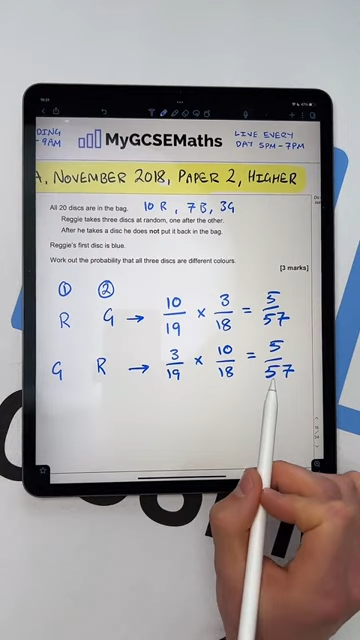 DING
- 9AM
MyGCSEMaths
LIVE EVERY
DAY 5PM - 7PM
A, NOVEMBER 2018, PAPER 2, HIGHER
All 20 discs are in the bag. 10 R, 7 B, 3 G
Reggie takes three discs at random, one after the other.
After he takes a disc he does not put it back in the bag.
Reggie's first disc is blue.
Work out the probability that all three discs are different colours.
[3 marks]
① ②
R G → 10/19 × 3/18 = 5/57
G R → 3/19 × 10/18 = 5/57